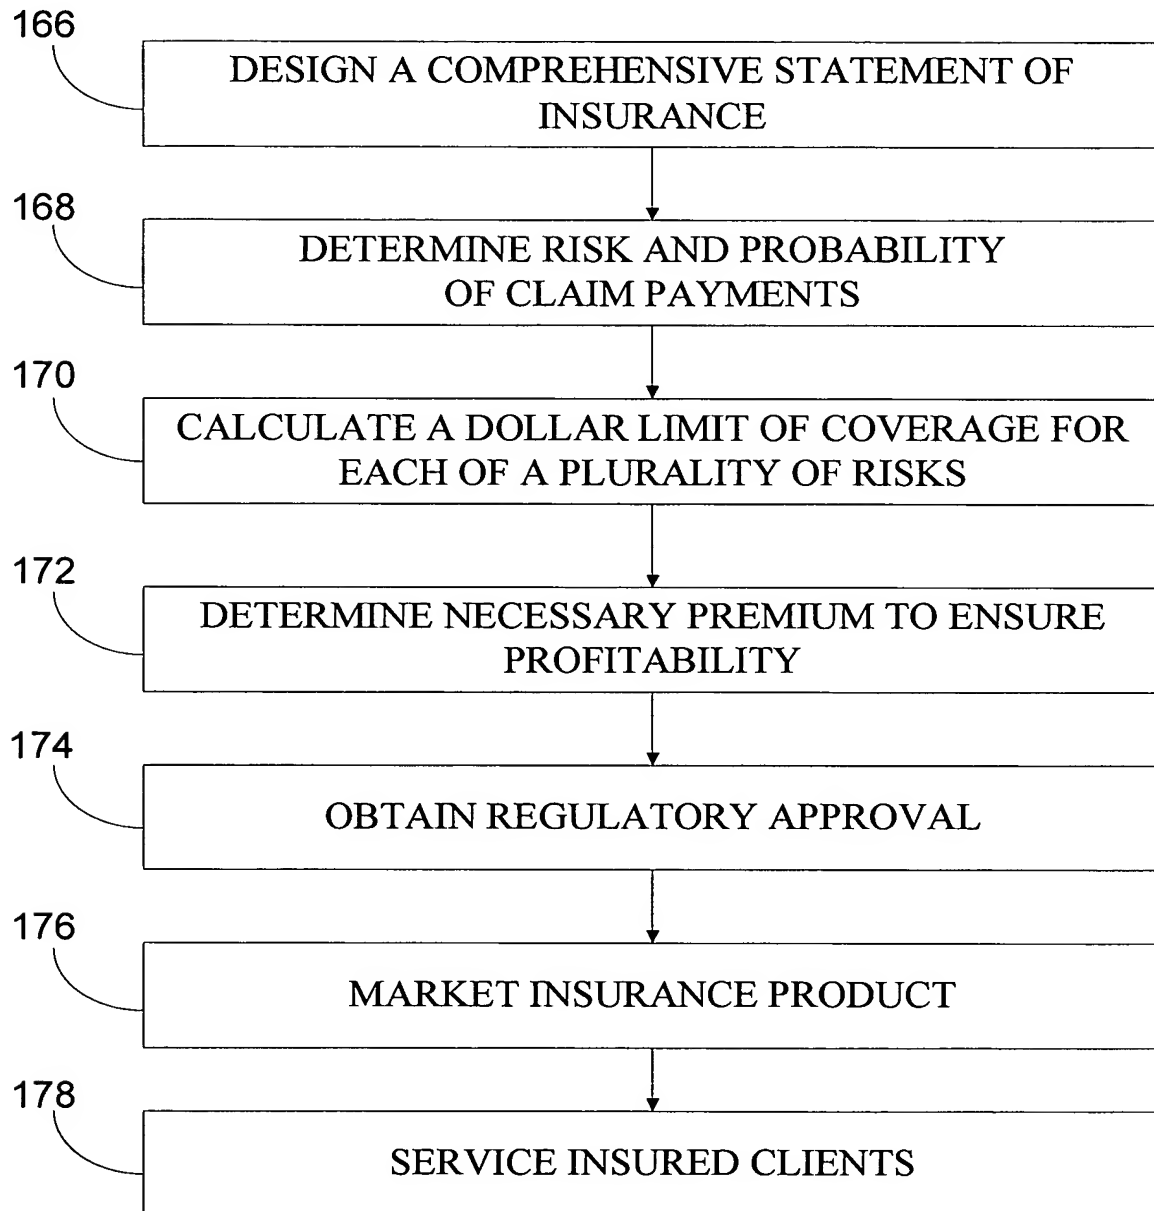 166
DESIGN A COMPREHENSIVE STATEMENT OF
INSURANCE
168
DETERMINE RISK AND PROBABILITY
OF CLAIM PAYMENTS
170
CALCULATE A DOLLAR LIMIT OF COVERAGE FOR
EACH OF A PLURALITY OF RISKS
172
DETERMINE NECESSARY PREMIUM TO ENSURE
PROFITABILITY
174
OBTAIN REGULATORY APPROVAL
176
MARKET INSURANCE PRODUCT
178
SERVICE INSURED CLIENTS